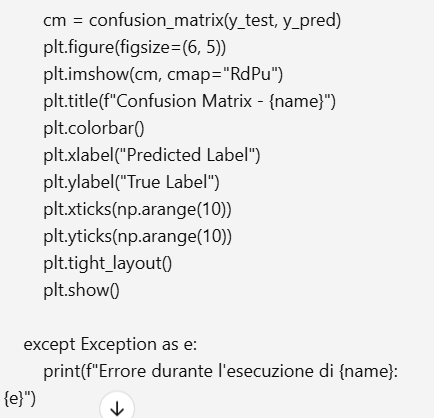 cm = confusion_matrix(y_test, y_pred)
plt.figure(figsize=(6, 5))
plt.imshow(cm, cmap="RdPu")
plt.title(f"Confusion Matrix - {name}")
plt.colorbar()
plt.xlabel("Predicted Label")
plt.ylabel("True Label")
plt.xticks(np.arange(10))
plt.yticks(np.arange(10))
plt.tight_layout()
plt.show()
except Exception as e:
print(f"Errore durante l'esecuzione di {name}:
{e}")